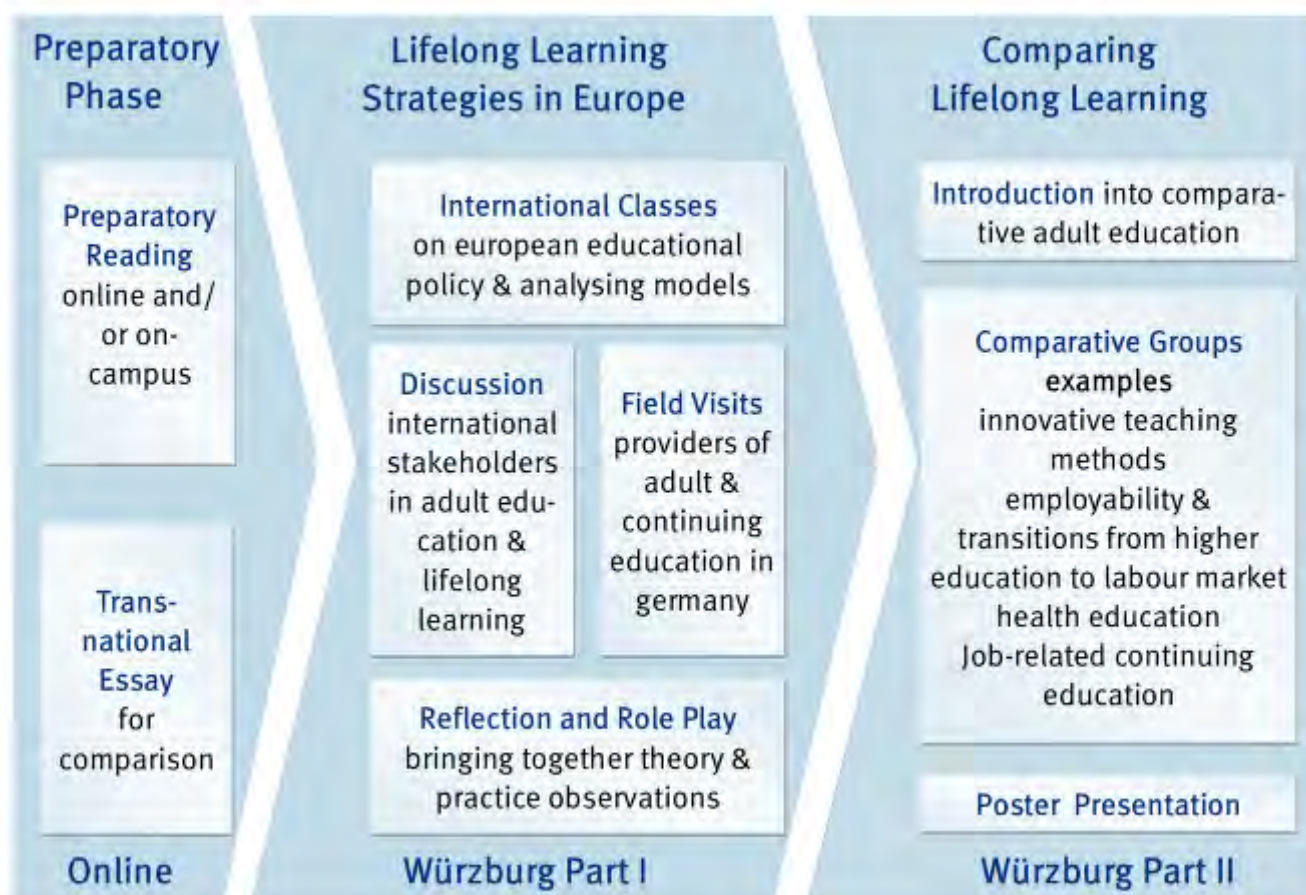 Preparatory
Phase
Preparatory
Reading
online and/
or on-
campus
Trans-
national
Essay
for
comparison
Online
Lifelong Learning
Strategies in Europe
International Classes
on european educational
policy & analysing models
Discussion
international
stakeholders
in adult edu-
cation &
lifelong
learning
Field Visits
providers of
adult &
continuing
education in
germany
Reflection and Role Play
bringing together theory &
practice observations
Würzburg Part I
Comparing
Lifelong Learning
Introduction into compara-
tive adult education
Comparative Groups
examples
innovative teaching
methods
employability &
transitions from higher
education to labour market
health education
Job-related continuing
education
Poster Presentation
Würzburg Part II